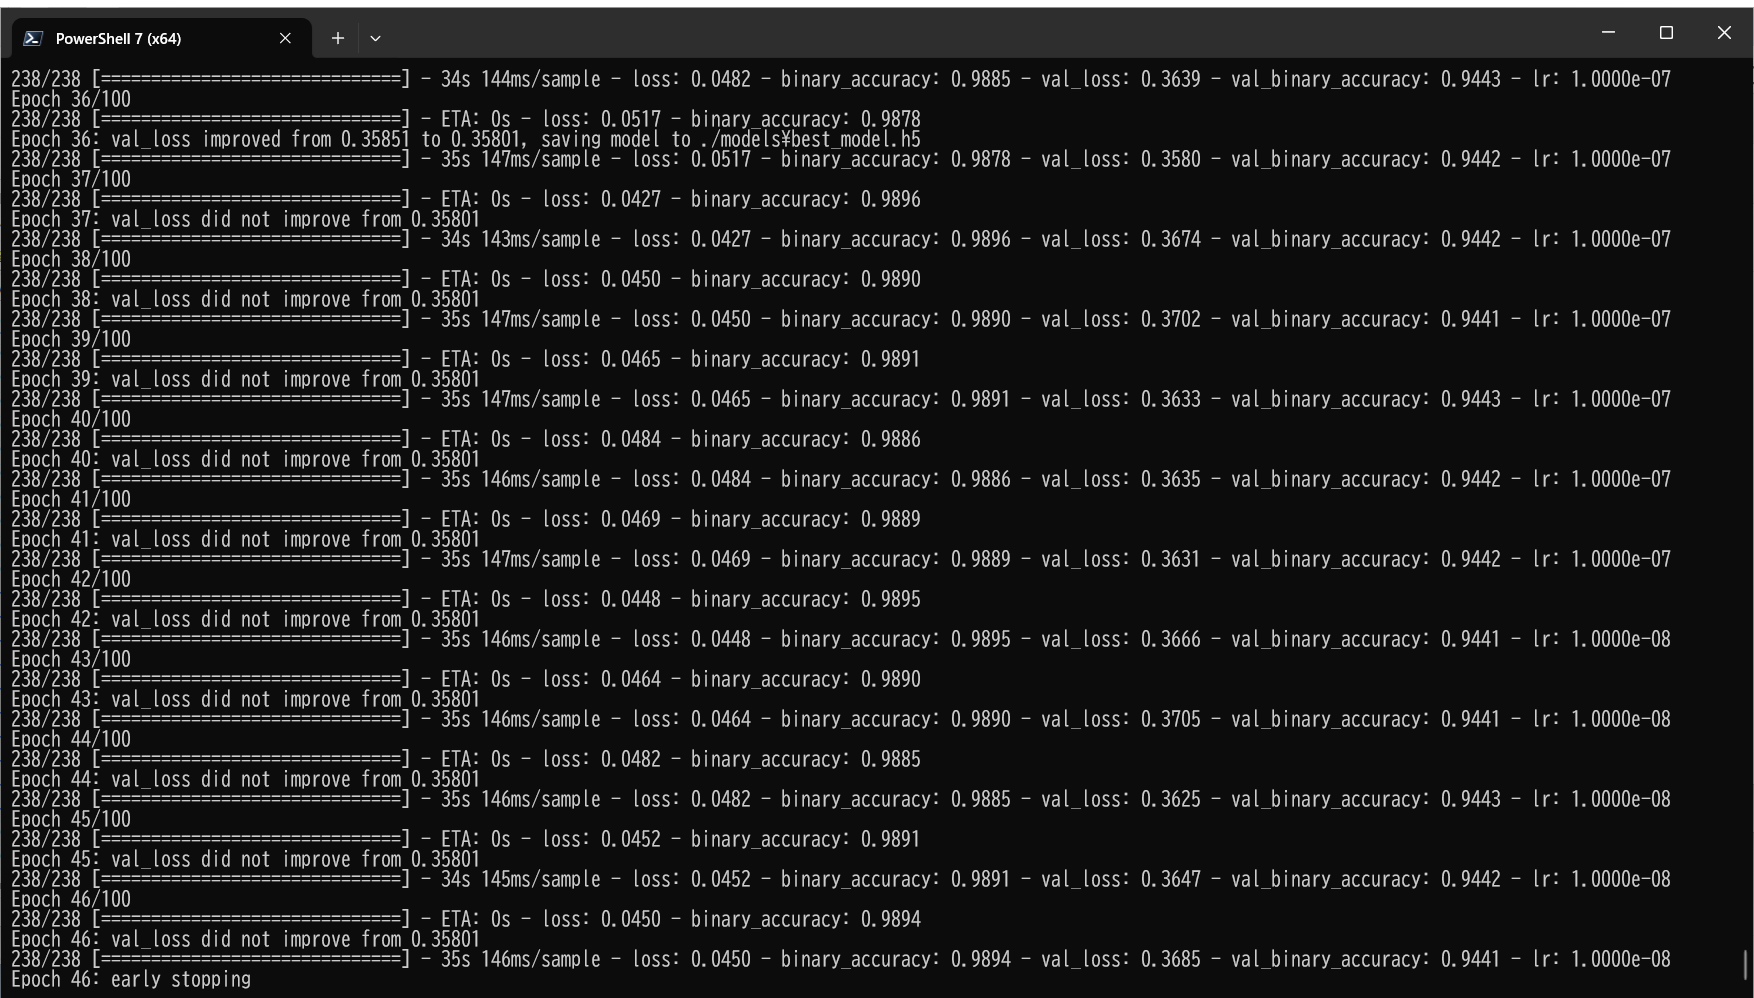 PowerShell 7 (x64)
238/238 [==============================] - 34s 144ms/sample - loss: 0.0482 - binary_accuracy: 0.9885 - val_loss: 0.3639 - val_binary_accuracy: 0.9443 - lr: 1.0000e-07
Epoch 36/100
238/238 [==============================] - ETA: 0s - loss: 0.0517 - binary_accuracy: 0.9878
Epoch 36: val_loss improved from 0.35851 to 0.35801, saving model to ./models¥best_model.h5
238/238 [==============================] - 35s 147ms/sample - loss: 0.0517 - binary_accuracy: 0.9878 - val_loss: 0.3580 - val_binary_accuracy: 0.9442 - lr: 1.0000e-07
Epoch 37/100
238/238 [==============================] - ETA: 0s - loss: 0.0427 - binary_accuracy: 0.9896
Epoch 37: val_loss did not improve from 0.35801
238/238 [==============================] - 34s 143ms/sample - loss: 0.0427 - binary_accuracy: 0.9896 - val_loss: 0.3674 - val_binary_accuracy: 0.9442 - lr: 1.0000e-07
Epoch 38/100
238/238 [==============================] - ETA: 0s - loss: 0.0450 - binary_accuracy: 0.9890
Epoch 38: val_loss did not improve from 0.35801
238/238 [==============================] - 35s 147ms/sample - loss: 0.0450 - binary_accuracy: 0.9890 - val_loss: 0.3702 - val_binary_accuracy: 0.9441 - lr: 1.0000e-07
Epoch 39/100
238/238 [==============================] - ETA: 0s - loss: 0.0465 - binary_accuracy: 0.9891
Epoch 39: val_loss did not improve from 0.35801
238/238 [==============================] - 35s 147ms/sample - loss: 0.0465 - binary_accuracy: 0.9891 - val_loss: 0.3633 - val_binary_accuracy: 0.9443 - lr: 1.0000e-07
Epoch 40/100
238/238 [==============================] - ETA: 0s - loss: 0.0484 - binary_accuracy: 0.9886
Epoch 40: val_loss did not improve from 0.35801
238/238 [==============================] - 35s 146ms/sample - loss: 0.0484 - binary_accuracy: 0.9886 - val_loss: 0.3635 - val_binary_accuracy: 0.9442 - lr: 1.0000e-07
Epoch 41/100
238/238 [==============================] - ETA: 0s - loss: 0.0469 - binary_accuracy: 0.9889
Epoch 41: val_loss did not improve from 0.35801
238/238 [==============================] - 35s 147ms/sample - loss: 0.0469 - binary_accuracy: 0.9889 - val_loss: 0.3631 - val_binary_accuracy: 0.9442 - lr: 1.0000e-07
Epoch 42/100
238/238 [==============================] - ETA: 0s - loss: 0.0448 - binary_accuracy: 0.9895
Epoch 42: val_loss did not improve from 0.35801
238/238 [==============================] - 35s 146ms/sample - loss: 0.0448 - binary_accuracy: 0.9895 - val_loss: 0.3666 - val_binary_accuracy: 0.9441 - lr: 1.0000e-08
Epoch 43/100
238/238 [==============================] - ETA: 0s - loss: 0.0464 - binary_accuracy: 0.9890
Epoch 43: val_loss did not improve from 0.35801
238/238 [==============================] - 35s 146ms/sample - loss: 0.0464 - binary_accuracy: 0.9890 - val_loss: 0.3705 - val_binary_accuracy: 0.9441 - lr: 1.0000e-08
Epoch 44/100
238/238 [==============================] - ETA: 0s - loss: 0.0482 - binary_accuracy: 0.9885
Epoch 44: val_loss did not improve from 0.35801
238/238 [==============================] - 35s 146ms/sample - loss: 0.0482 - binary_accuracy: 0.9885 - val_loss: 0.3625 - val_binary_accuracy: 0.9443 - lr: 1.0000e-08
Epoch 45/100
238/238 [==============================] - ETA: 0s - loss: 0.0452 - binary_accuracy: 0.9891
Epoch 45: val_loss did not improve from 0.35801
238/238 [==============================] - 34s 145ms/sample - loss: 0.0452 - binary_accuracy: 0.9891 - val_loss: 0.3647 - val_binary_accuracy: 0.9442 - lr: 1.0000e-08
Epoch 46/100
238/238 [==============================] - ETA: 0s - loss: 0.0450 - binary_accuracy: 0.9894
Epoch 46: val_loss did not improve from 0.35801
238/238 [==============================] - 35s 146ms/sample - loss: 0.0450 - binary_accuracy: 0.9894 - val_loss: 0.3685 - val_binary_accuracy: 0.9441 - lr: 1.0000e-08
Epoch 46: early stopping